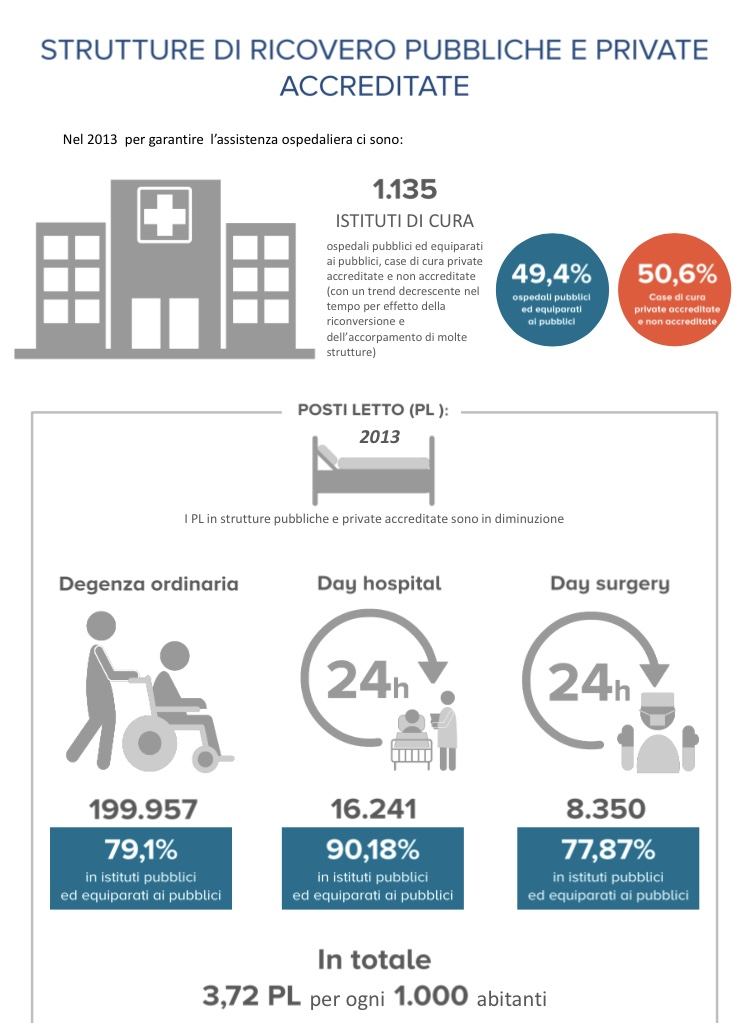 STRUTTURE DI RICOVERO PUBBLICHE E PRIVATE
ACCREDITATE
Nel 2013 per garantire l'assistenza ospedaliera ci sono:
1.135
ISTITUTI DI CURA
ospedali pubblici ed equiparati
ai pubblici, case di cura private
accreditate e non accreditate
(con un trend decrescente nel
tempo per effetto della
riconversione e
dell'accorpamento di molte
strutture)
49,4%
ospedali pubblici
ed equiparati
ai pubblici
50,6%
Case di cura
private accreditate
e non accreditate
POSTI LETTO (PL ):
2013
I PL in strutture pubbliche e private accreditate sono in diminuzione
Degenza ordinaria
Day hospital
Day surgery
24h
24h
199.957
79,1%
in istituti pubblici
ed equiparati ai pubblici
16.241
90,18%
in istituti pubblici
ed equiparati ai pubblici
8.350
77,87%
in istituti pubblici
ed equiparati ai pubblici
In totale
3,72 PL per ogni 1.000 abitanti